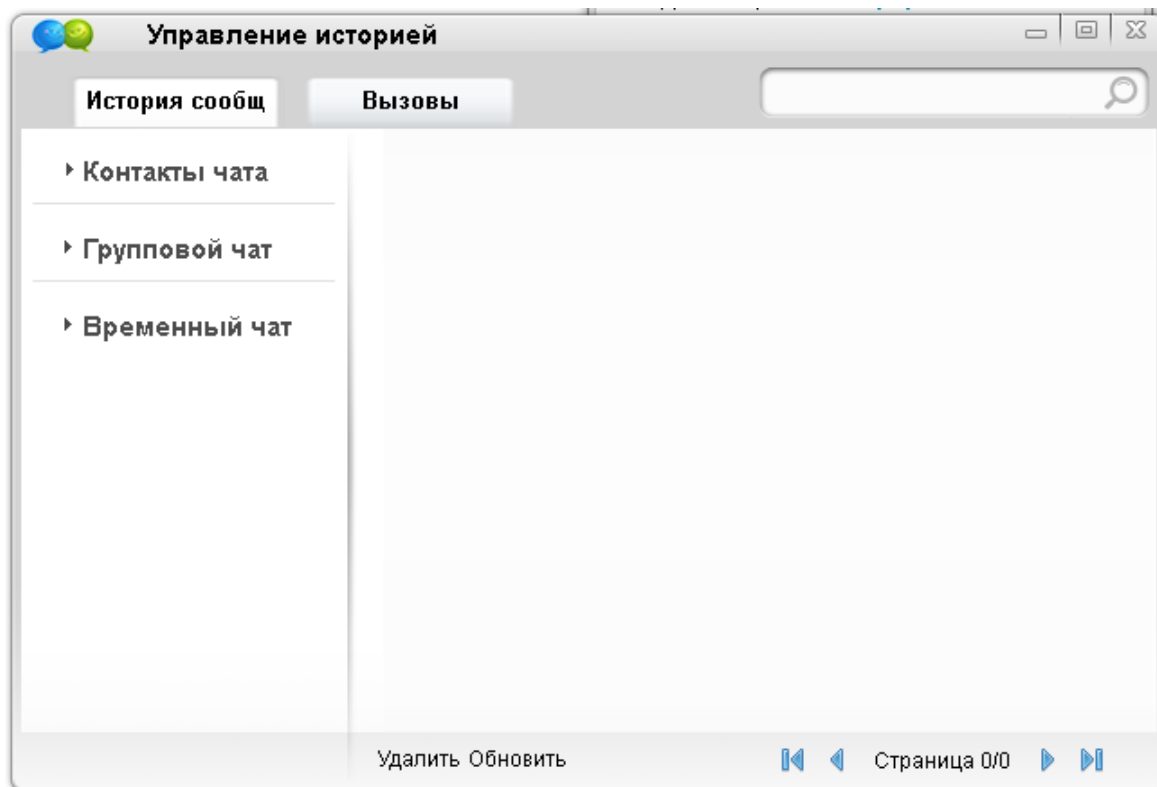 Управление историей
История сообщ
Вызовы
Контакты чата
Групповой чат
Временный чат
Удалить Обновить
Страница 0/0